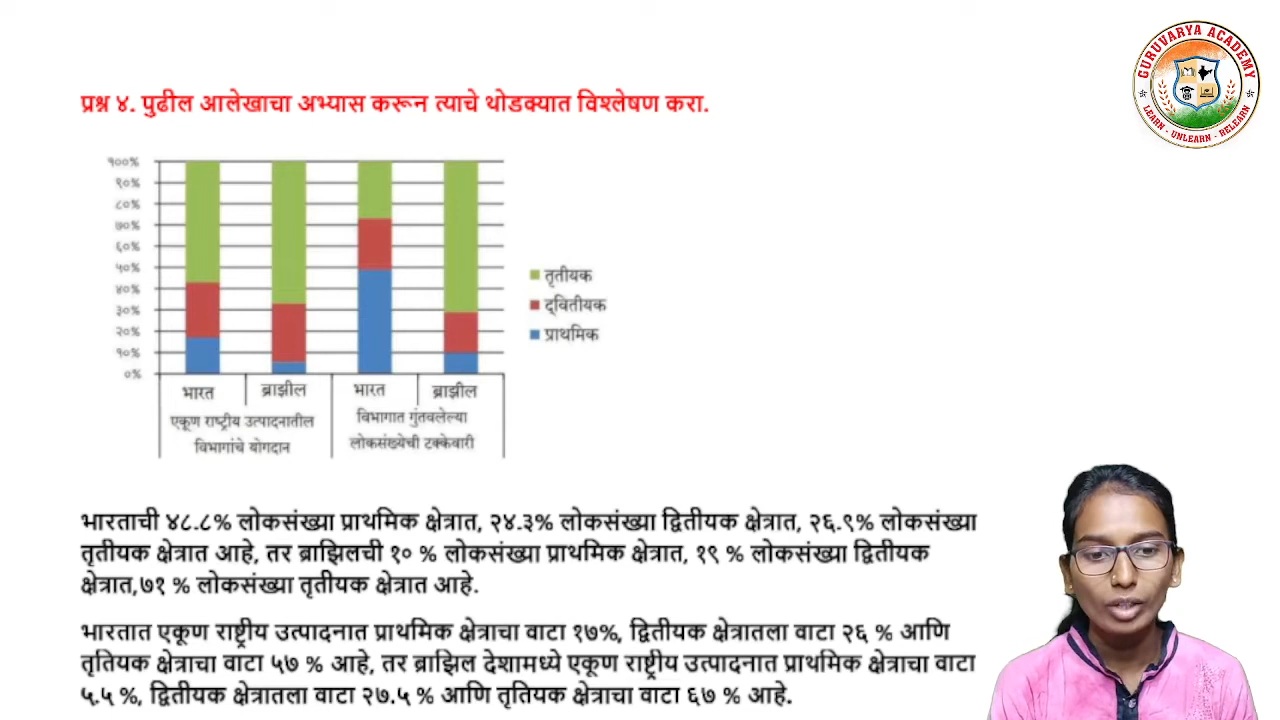 GURUVARYA ACADEMY
LEARN - UNLEARN - RELEARN
प्रश्न ४. पुढील आलेखाचा अभ्यास करून त्याचे थोडक्यात विश्लेषण करा.
१००%
९०%
८०%
७०%
६०%
५०%
४०%
३०%
२०%
१०%
०%
तृतीयक
द्वितीयक
प्राथमिक
भारत ब्राझील भारत ब्राझील
एकूण राष्ट्रीय उत्पादनातील
विभागांचे योगदान
विभागात गुंतवलेल्या
लोकसंख्येची टक्केवारी
भारताची ४८.८% लोकसंख्या प्राथमिक क्षेत्रात, २४.३% लोकसंख्या द्वितीयक क्षेत्रात, २६.९% लोकसंख्या
तृतीयक क्षेत्रात आहे, तर ब्राझिलची १० % लोकसंख्या प्राथमिक क्षेत्रात, १९ % लोकसंख्या द्वितीयक
क्षेत्रात,७१ % लोकसंख्या तृतीयक क्षेत्रात आहे.
भारतात एकूण राष्ट्रीय उत्पादनात प्राथमिक क्षेत्राचा वाटा १७%, द्वितीयक क्षेत्रातला वाटा २६ % आणि
तृतियक क्षेत्राचा वाटा ५७ % आहे, तर ब्राझिल देशामध्ये एकूण राष्ट्रीय उत्पादनात प्राथमिक क्षेत्राचा वाटा
५.५ %, द्वितीयक क्षेत्रातला वाटा २७.५ % आणि तृतियक क्षेत्राचा वाटा ६७ % आहे.